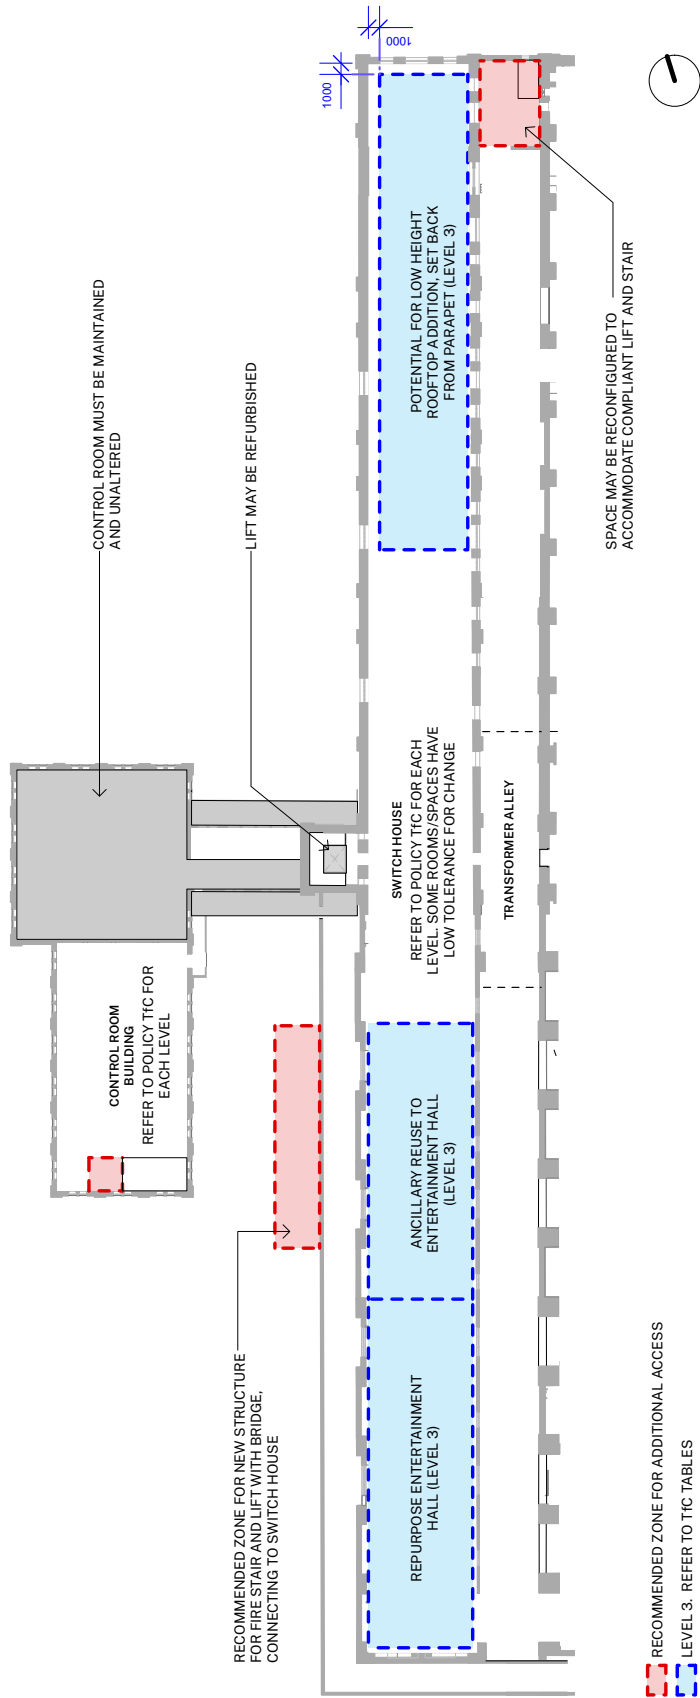 CONTROL ROOM MUST BE MAINTAINED
AND UNALTERED
LIFT MAY BE REFURBISHED
CONTROL ROOM
BUILDING
REFER TO POLICY TfC FOR
EACH LEVEL
RECOMMENDED ZONE FOR NEW STRUCTURE
FOR FIRE STAIR AND LIFT WITH BRIDGE,
CONNECTING TO SWITCH HOUSE
1000
1000
REPURPOSE ENTERTAINMENT
HALL (LEVEL 3)
ANCILLARY REUSE TO
ENTERTAINMENT HALL
(LEVEL 3)
SWITCH HOUSE
REFER TO POLICY TfC FOR EACH
LEVEL. SOME ROOMS/SPACES HAVE
LOW TOLERANCE FOR CHANGE
POTENTIAL FOR LOW HEIGHT
ROOFTOP ADDITION, SET BACK
FROM PARAPET (LEVEL 3)
TRANSFORMER ALLEY
SPACE MAY BE RECONFIGURED TO
ACCOMMODATE COMPLIANT LIFT AND STAIR
RECOMMENDED ZONE FOR ADDITIONAL ACCESS
LEVEL 3. REFER TO TfC TABLES